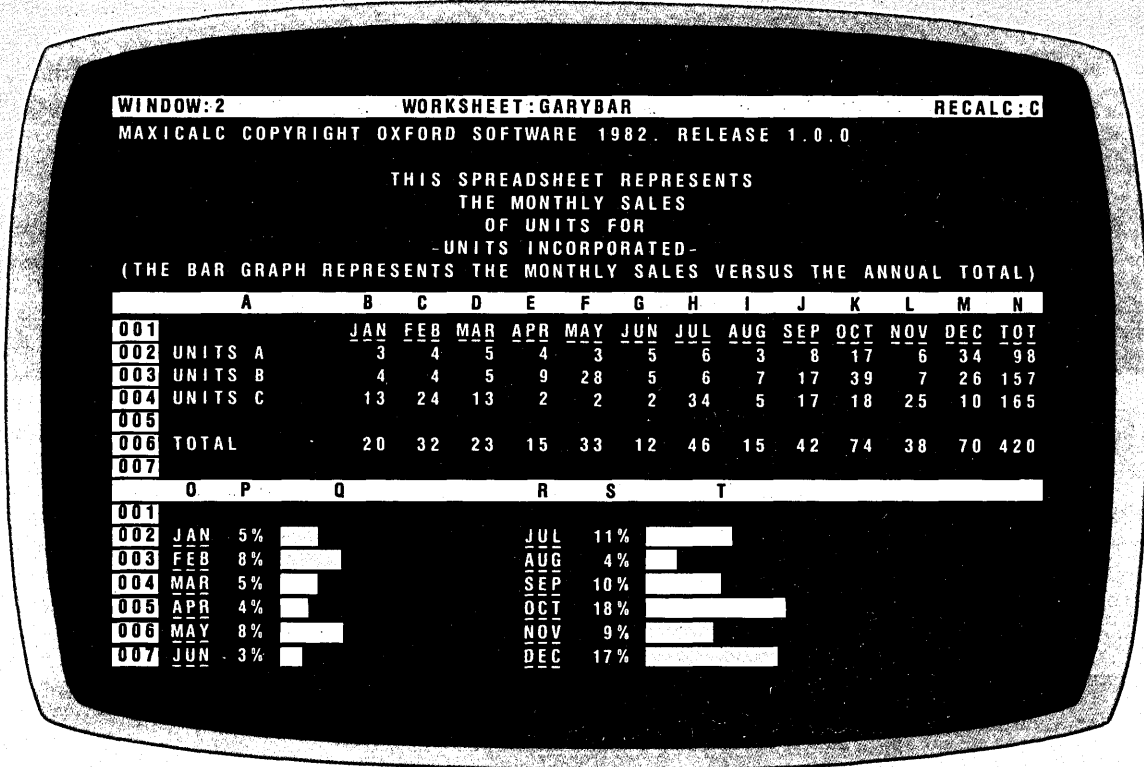 WINDOW:2 WORKSHEET:GARYBAR RECALC:C
MAXICALC COPYRIGHT OXFORD SOFTWARE 1982. RELEASE 1.0.0
THIS SPREADSHEET REPRESENTS
THE MONTHLY SALES
OF UNITS FOR
-UNITS INCORPORATED-
(THE BAR GRAPH REPRESENTS THE MONTHLY SALES VERSUS THE ANNUAL TOTAL)
A B C D E F G H I J K L M N
001 JAN FEB MAR APR MAY JUN JUL AUG SEP OCT NOV DEC TOT
002 UNITS A 3 4 5 4 3 5 6 3 8 17 6 34 98
003 UNITS B 4 4 5 9 28 5 6 7 17 39 7 26 157
004 UNITS C 13 24 13 2 2 2 34 5 17 18 25 10 165
005
006 TOTAL 20 32 23 15 33 12 46 15 42 74 38 70 420
007
O P Q R S T
001
002 JAN 5% JUL 11%
003 FEB 8% AUG 4%
004 MAR 5% SEP 10%
005 APR 4% OCT 18%
006 MAY 8% NOV 9%
007 JUN 3% DEC 17%